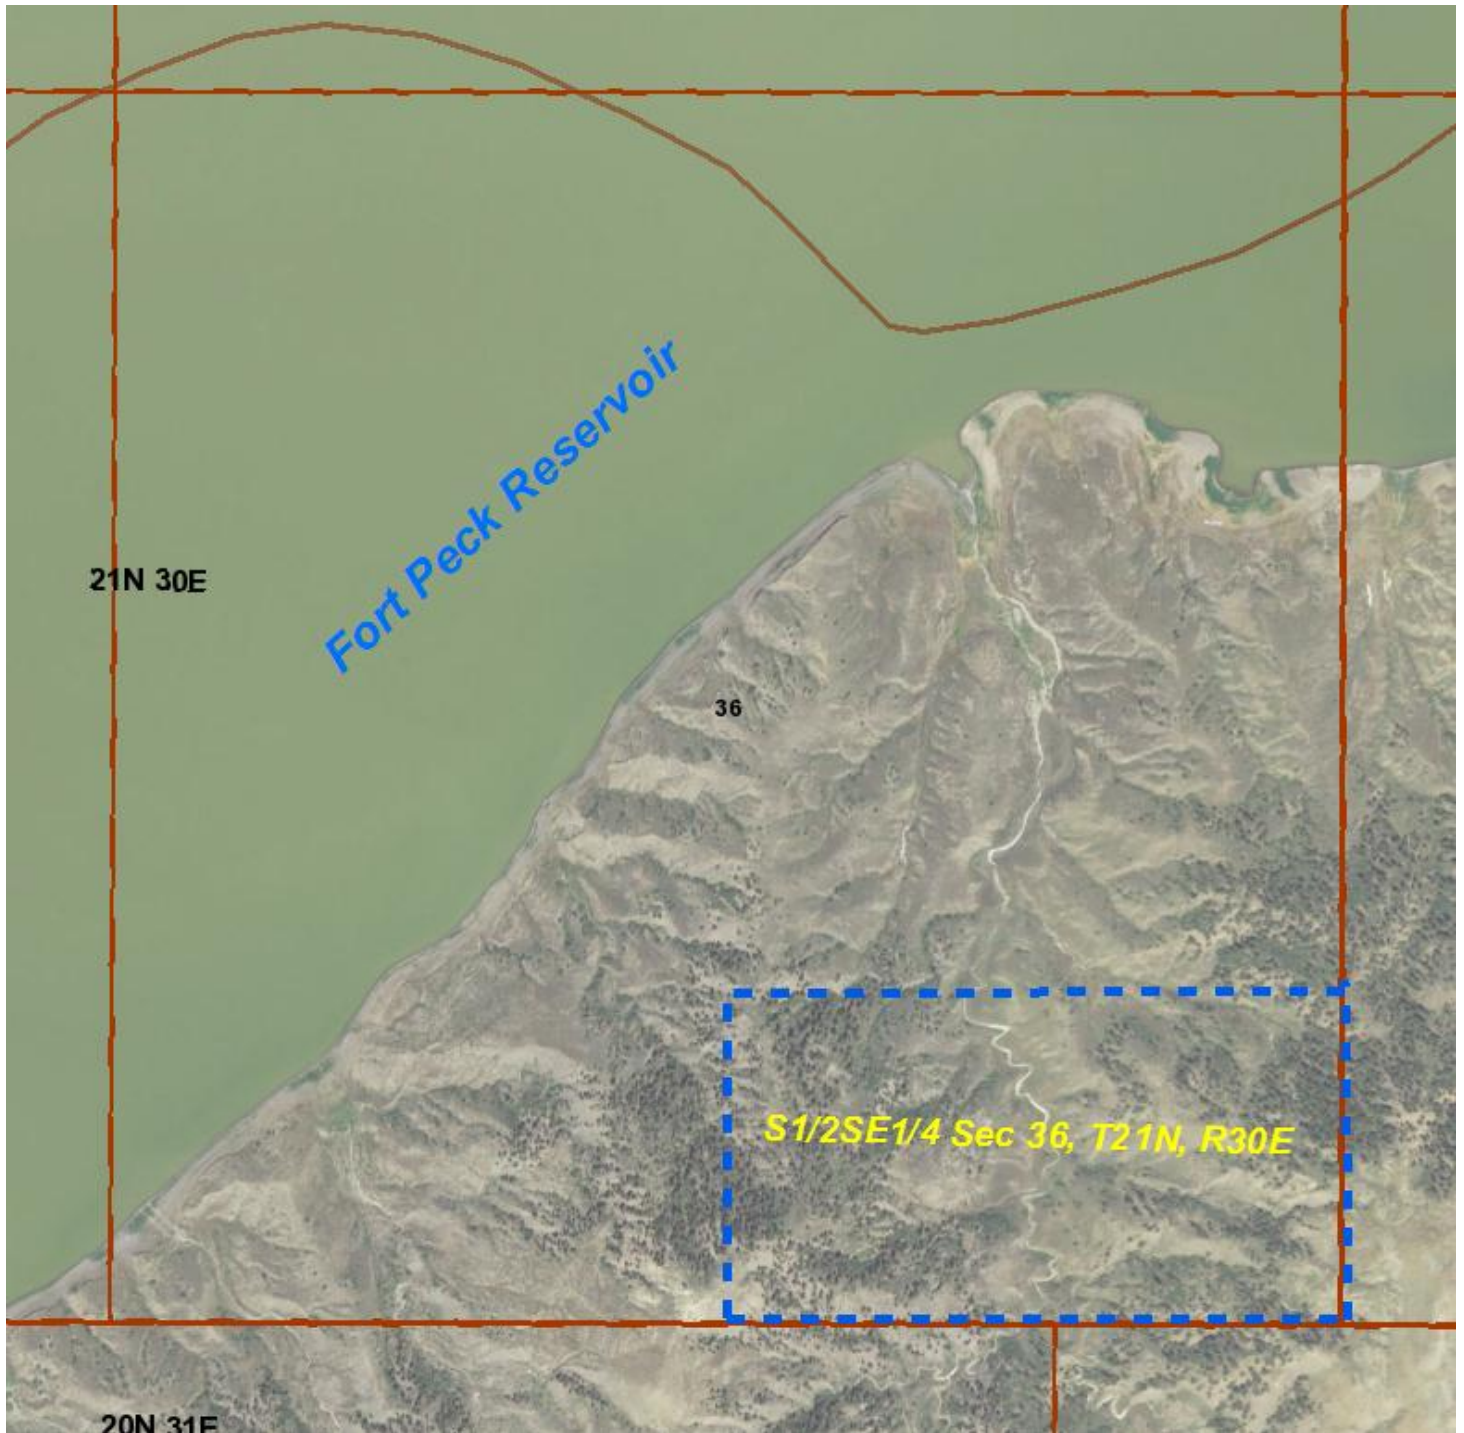 Fort Peck Reservoir
21N 30E
36
S1/2SE1/4 Sec 36, T21N, R30E
20N 31E